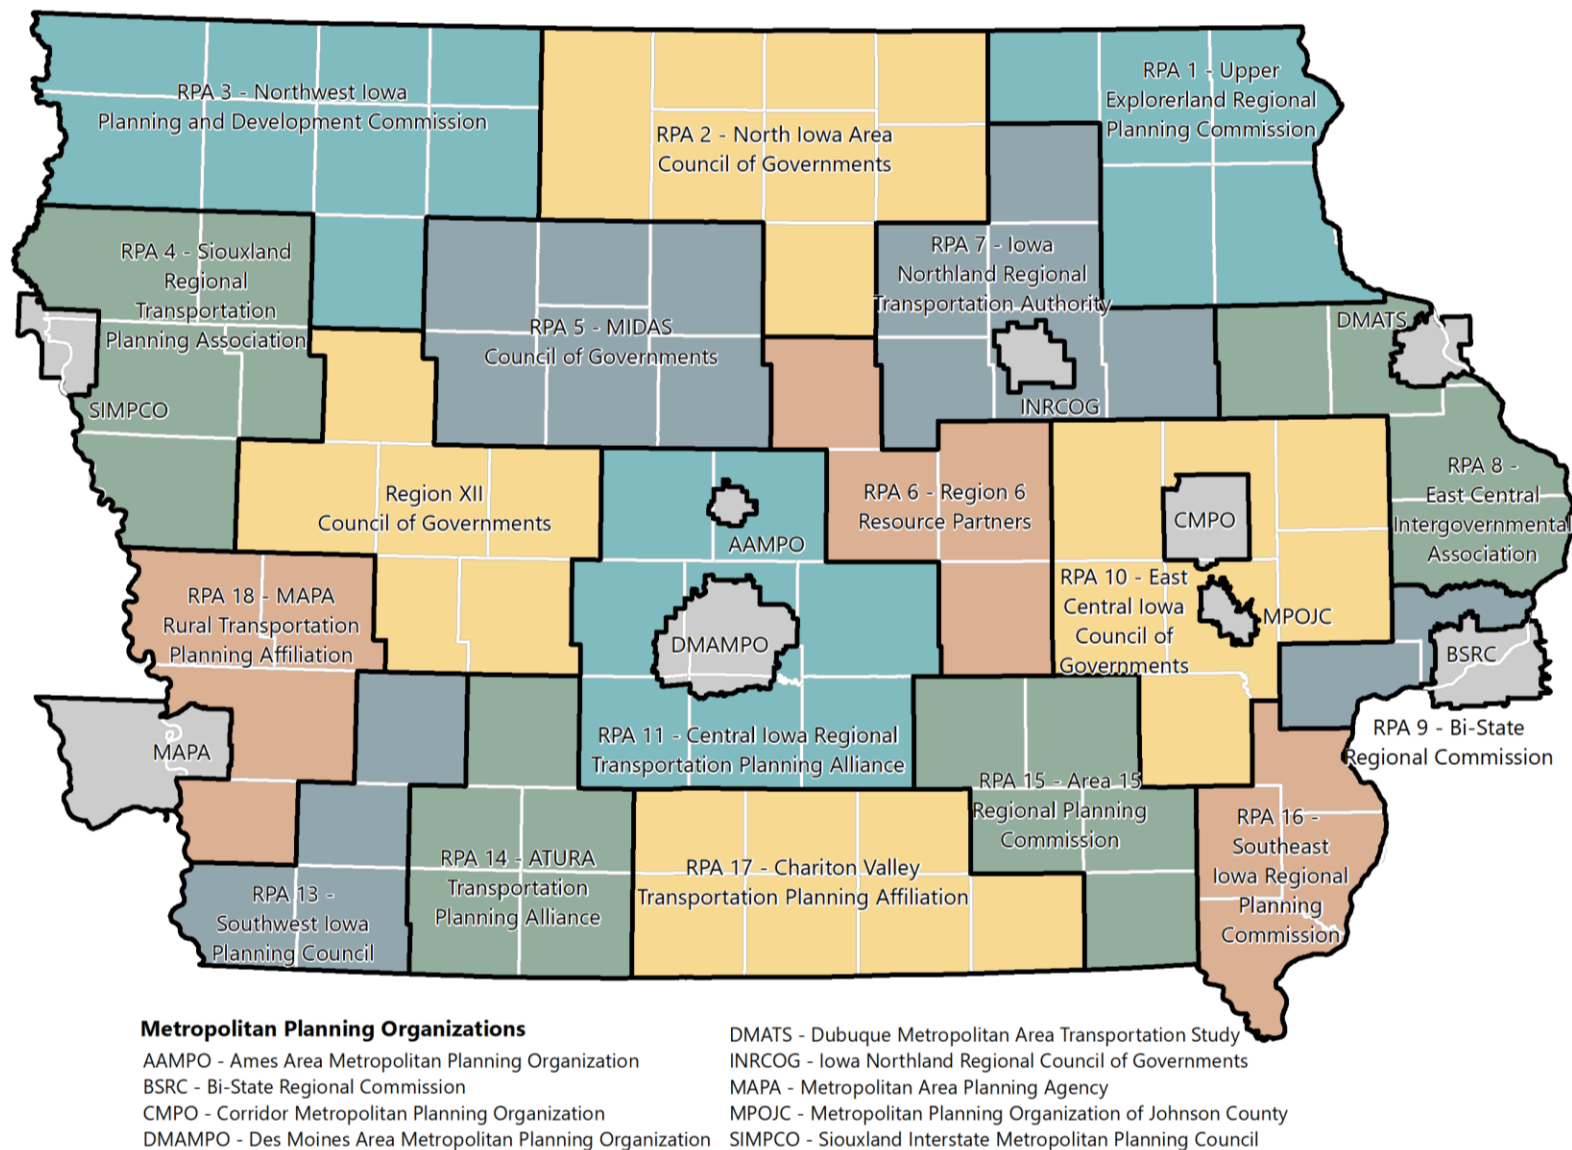 RPA 3 - Northwest Iowa
Planning and Development Commission
RPA 2 - North Iowa Area
Council of Governments
RPA 1 - Upper
Explorerland Regional
Planning Commission
RPA 4 - Siouxland
Regional
Transportation
Planning Association
RPA 5 - MIDAS
Council of Governments
RPA 7 - Iowa
Northland Regional
Transportation Authority
DMATS
SIMPCO
INRCOG
Region XII
Council of Governments
AAMPO
RPA 6 - Region 6
Resource Partners
CMPO
RPA 8 -
East Central
Intergovernmental
Association
RPA 18 - MAPA
Rural Transportation
Planning Affiliation
DMAMPO
RPA 10 - East
Central Iowa
Council of
Governments
MPOJC
BSRC
MAPA
RPA 11 - Central Iowa Regional
Transportation Planning Alliance
RPA 9 - Bi-State
Regional Commission
RPA 15 - Area 15
Regional Planning
Commission
RPA 16 -
Southeast
Iowa Regional
Planning
Commission
RPA 13 -
Southwest Iowa
Planning Council
RPA 14 - ATURA
Transportation
Planning Alliance
RPA 17 - Chariton Valley
Transportation Planning Affiliation
Metropolitan Planning Organizations
AAMPO - Ames Area Metropolitan Planning Organization
BSRC - Bi-State Regional Commission
CMPO - Corridor Metropolitan Planning Organization
DMAMPO - Des Moines Area Metropolitan Planning Organization
DMATS - Dubuque Metropolitan Area Transportation Study
INRCOG - Iowa Northland Regional Council of Governments
MAPA - Metropolitan Area Planning Agency
MPOJC - Metropolitan Planning Organization of Johnson County
SIMPCO - Siouxland Interstate Metropolitan Planning Council